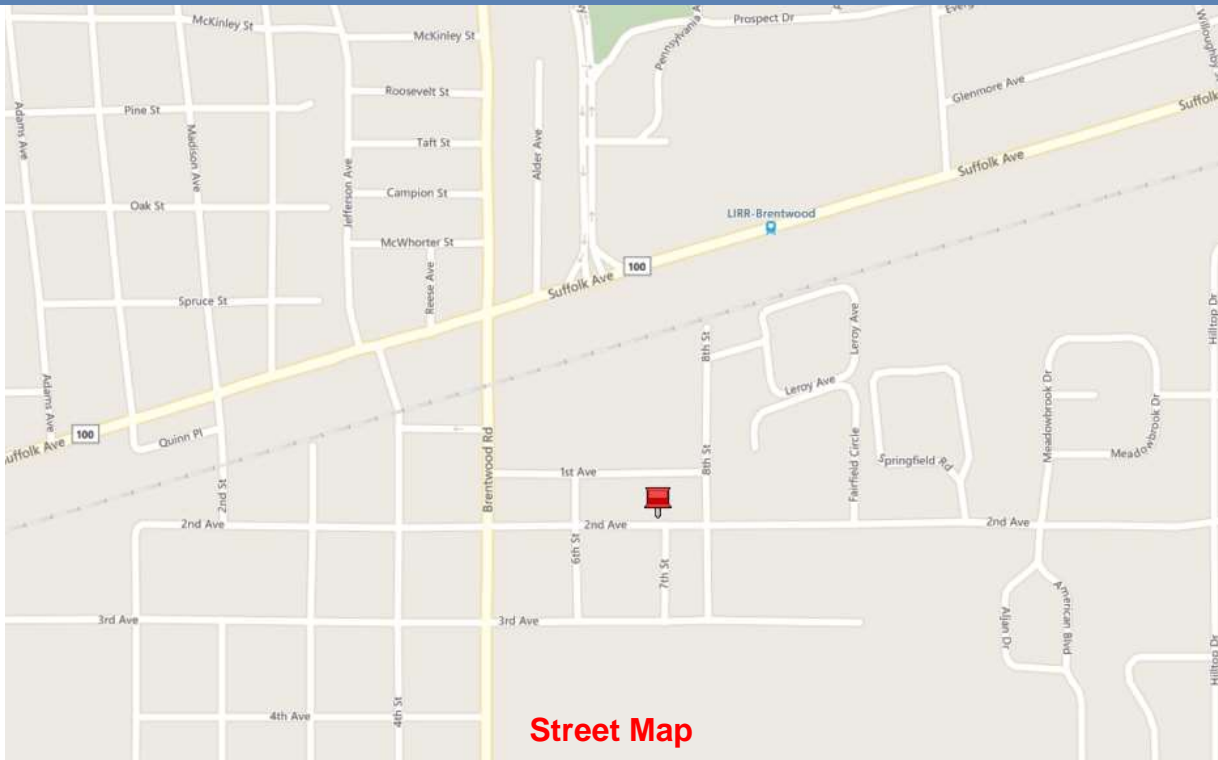 Prospect Dr
McKinley St
McKinley St
Glenmore Ave
Roosevelt St
Pine St
Suffolk
Adams Ave
Madison Ave
Taft St
Alder Ave
Suffolk Ave
Jefferson Ave
Campion St
Oak St
LIRR-Brentwood
McWhorter St
100
Suffolk Ave
Reese Ave
Spruce St
Hilltop Dr
Leroy Ave
8th St
Leroy Ave
Adams Ave
Meadowbrook Dr
Meadowbrook Dr
100
Quinn Pl
uffolk Ave
Brentwood Rd
8th St
Fairfield Circle
Springfield Rd
1st Ave
2nd St
2nd Ave
2nd Ave
2nd Ave
6th St
7th St
American Blvd
Aljan Dr
3rd Ave
3rd Ave
Hilltop Dr
4th St
4th Ave
Street Map